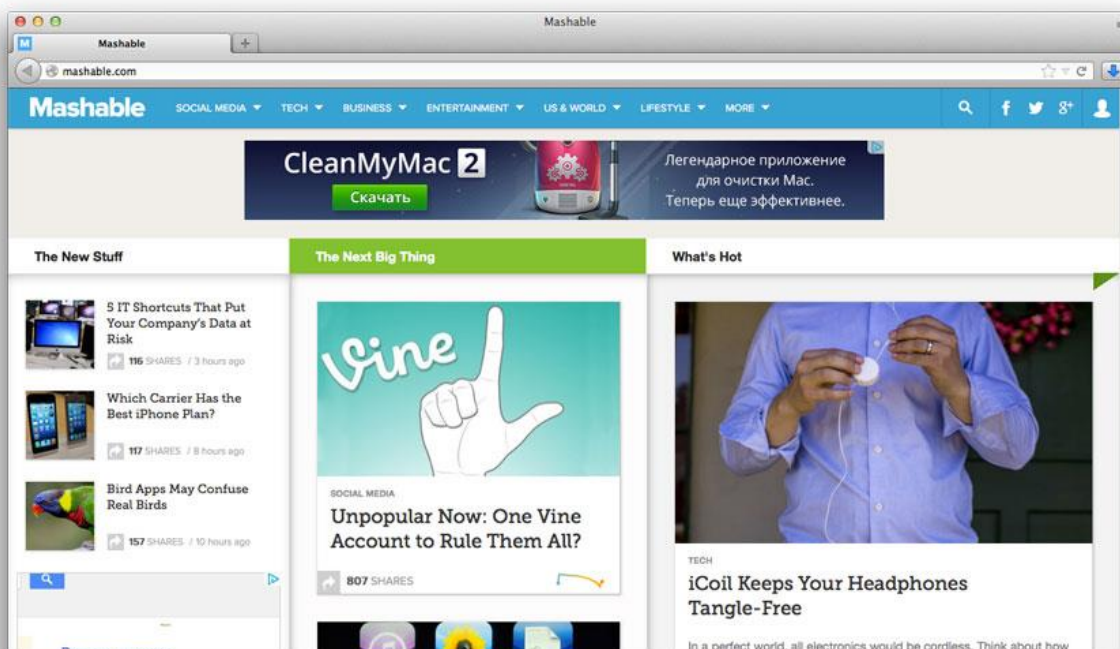 Mashable
Mashable
mashable.com
Mashable SOCIAL MEDIA TECH BUSINESS ENTERTAINMENT US & WORLD LIFESTYLE MORE
CleanMyMac 2
Скачать
Легендарное приложение
для очистки Mac.
Теперь еще эффективнее.
The New Stuff
5 IT Shortcuts That Put
Your Company's Data at
Risk
116 SHARES / 3 hours ago
Which Carrier Has the
Best iPhone Plan?
117 SHARES / 8 hours ago
Bird Apps May Confuse
Real Birds
157 SHARES / 10 hours ago
The Next Big Thing
Vine
SOCIAL MEDIA
Unpopular Now: One Vine
Account to Rule Them All?
807 SHARES
What's Hot
TECH
iCoil Keeps Your Headphones
Tangle-Free
In a perfect world, all electronics would be cordless. Think about how